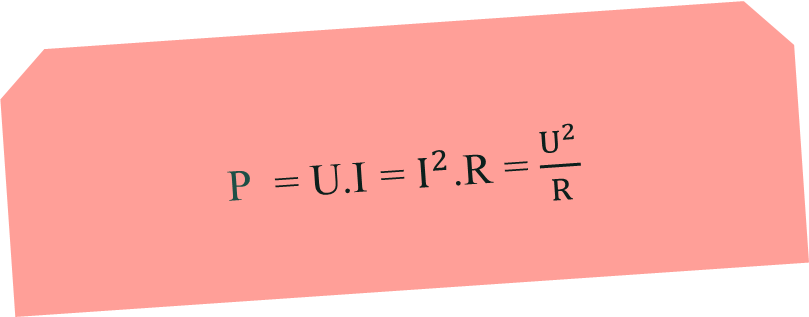 P = U.I = I².R = U²/R